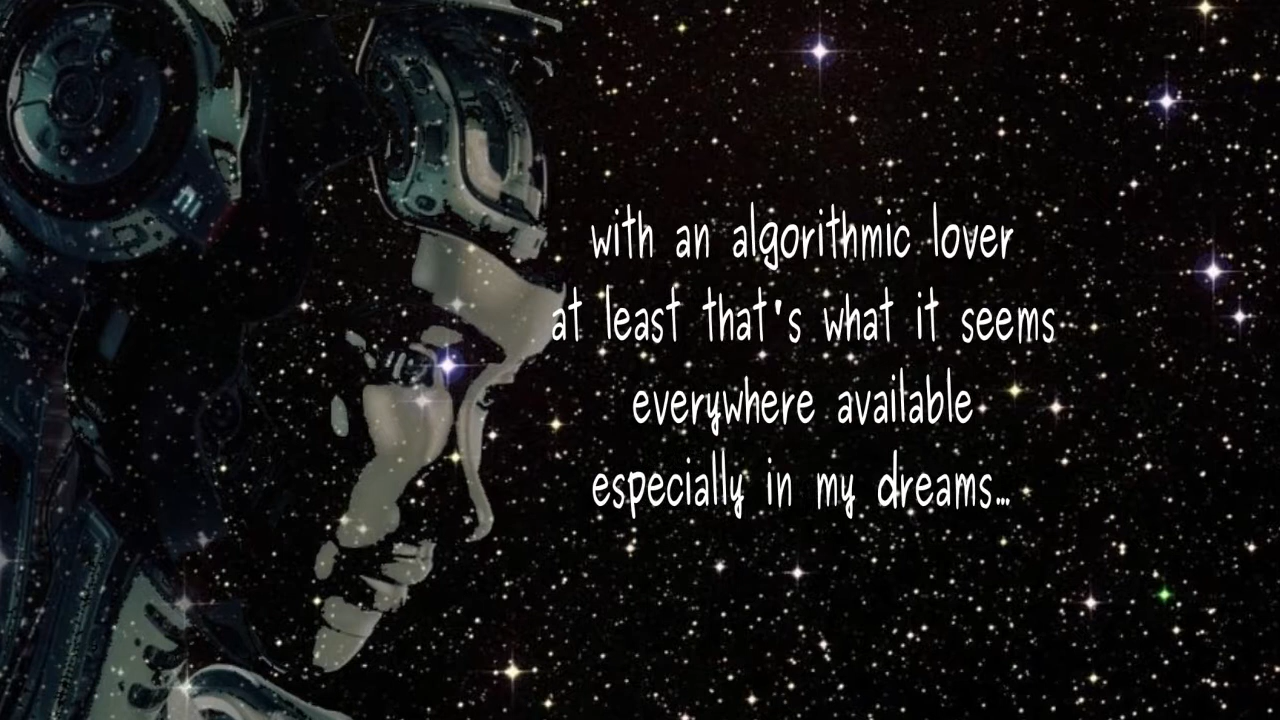 with an algorithmic lover
at least that's what it seems
everywhere available
especially in my dreams...